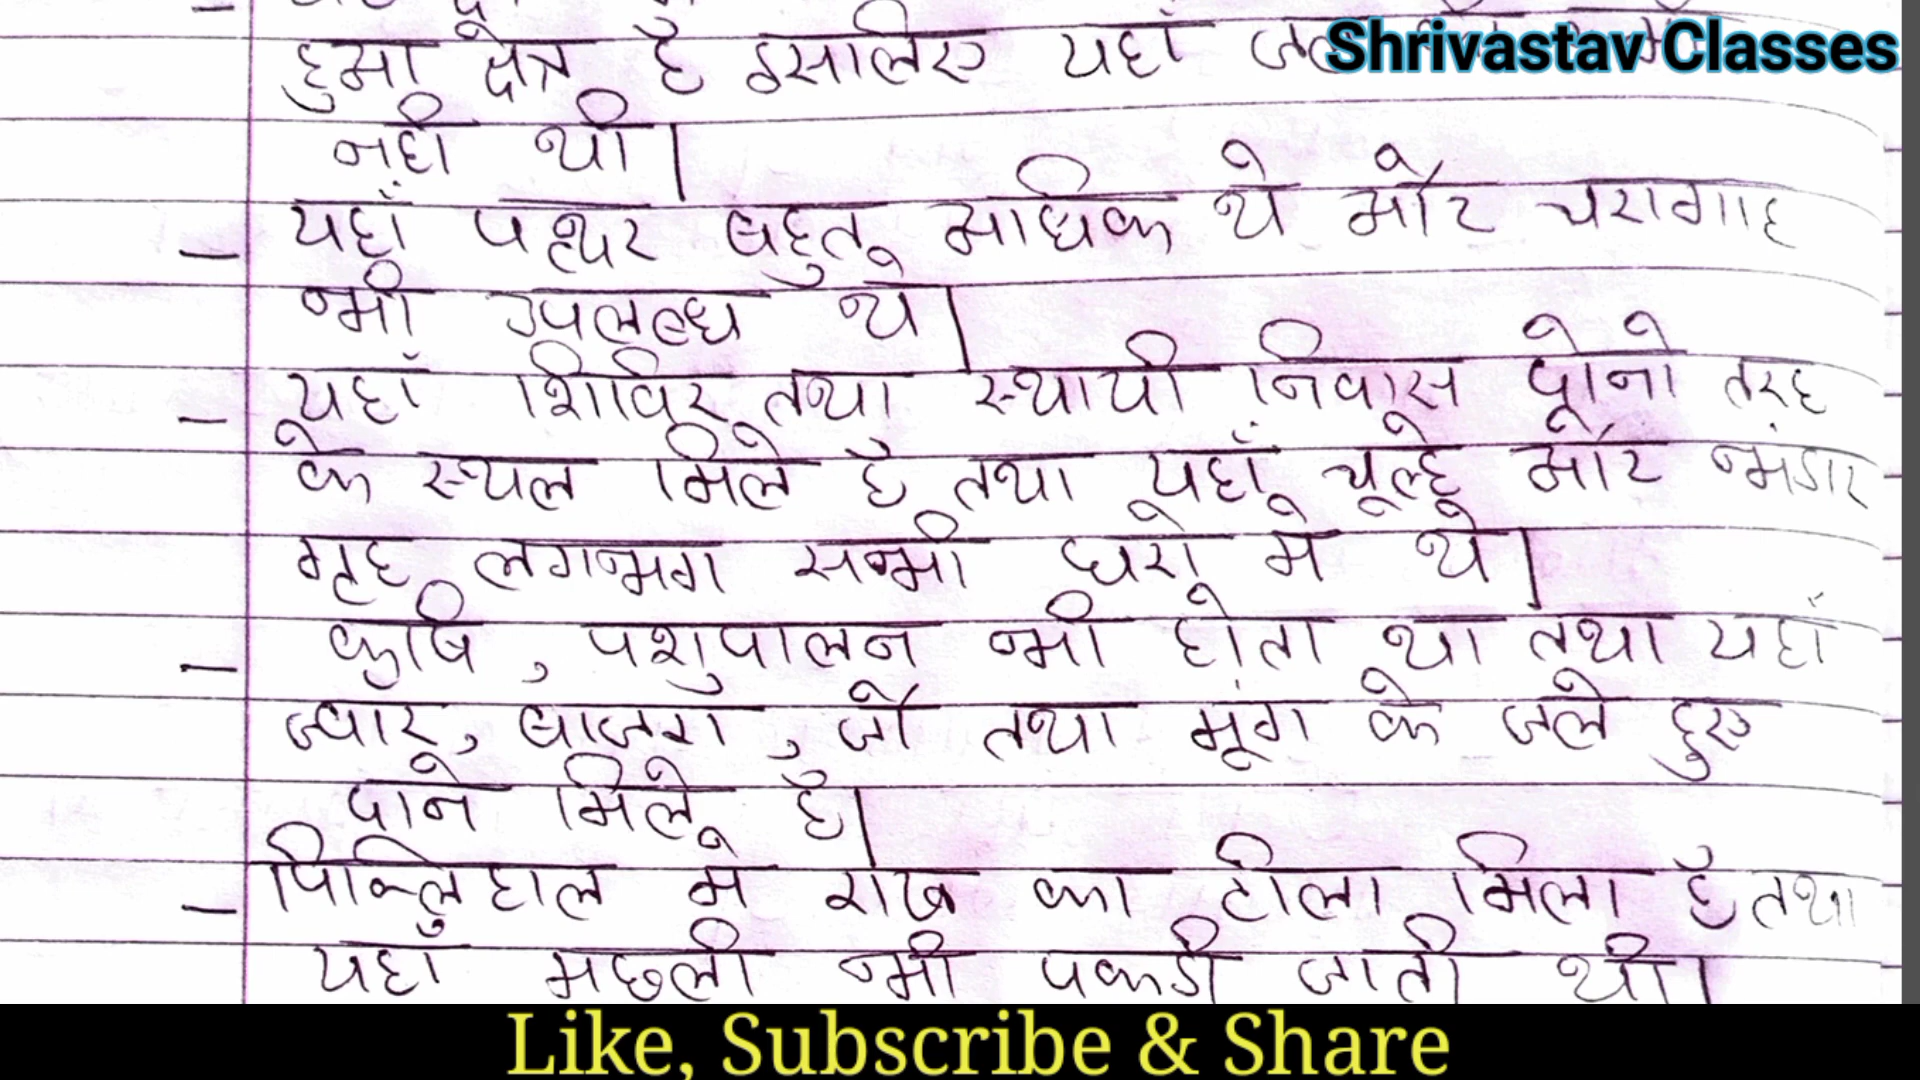 हुआ क्षेत्र है इसलिए यहाँ
Shrivastav Classes
नही थी।
- यहाँ पत्थर बहुत अधिक थे और चरागाह
भी उपलब्ध थे।
- यहाँ शिविर तथा स्थायी निवास दोनो तरह
के स्थल मिले है तथा यहाँ चूल्हे और भंडार
गृह लगभग सभी घरो मे थे।
- कृषि, पशुपालन भी होता था तथा यहाँ
ज्वार, बाजरा, जौ तथा मूंग के जले हुए
दाने मिले है।
- पिकलिहाल मे राख का टीला मिला है तथा
यहाँ मछली भी पकडी जाती थी।
Like, Subscribe & Share